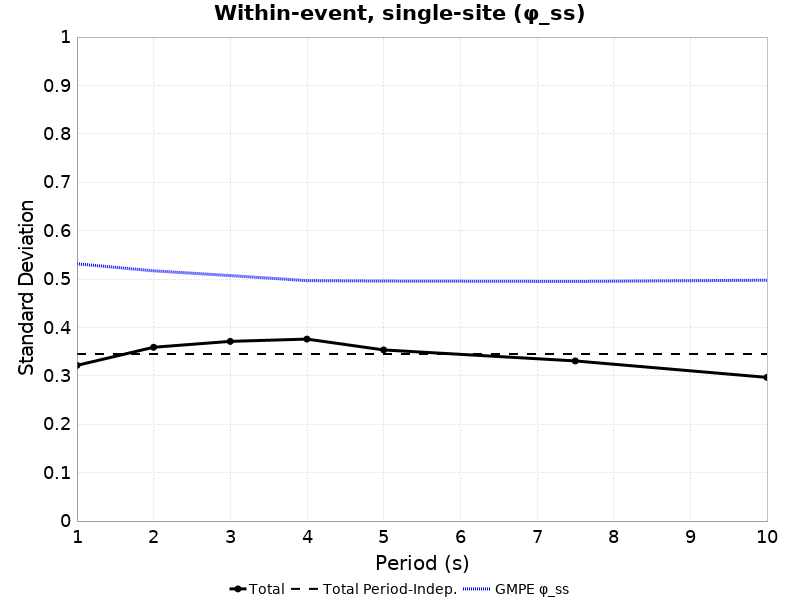 Within-event, single-site (φ_ss)
Standard Deviation
1
0.9
0.8
0.7
0.6
0.5
0.4
0.3
0.2
0.1
0
1 2 3 4 5 6 7 8 9 10
Period (s)
Total Total Period-Indep. GMPE φ_ss